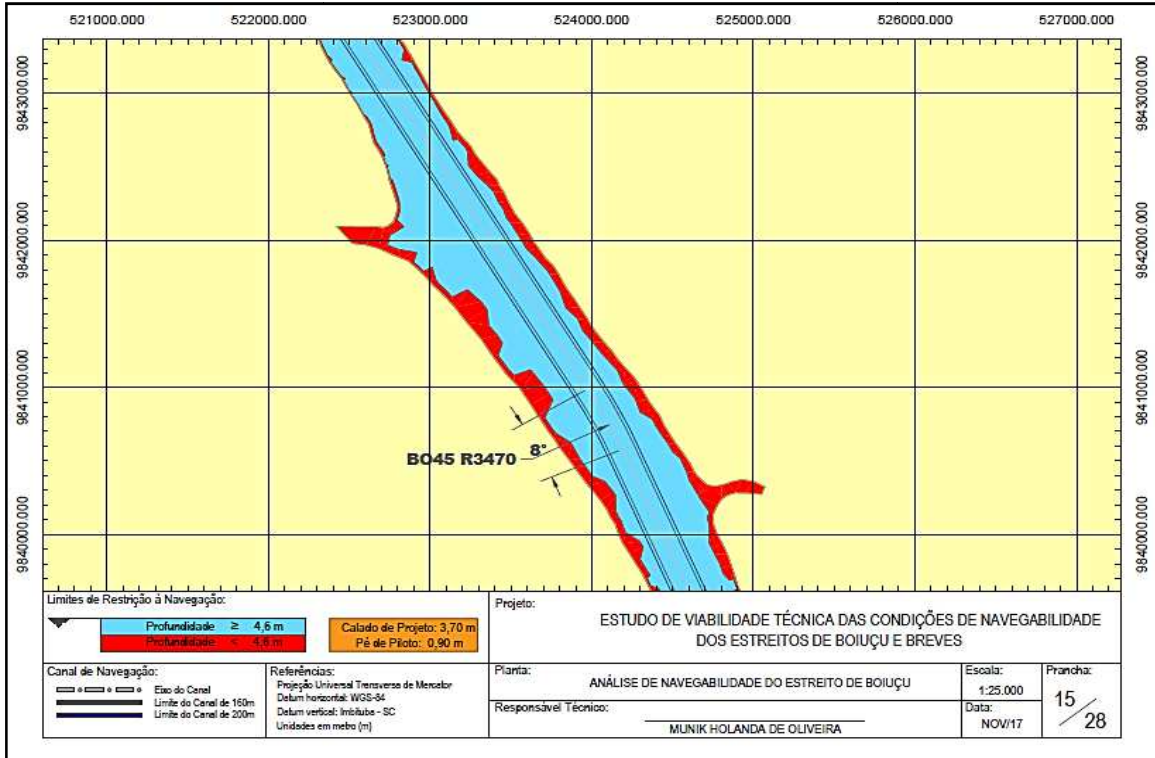 521000.000 522000.000 523000.000 524000.000 525000.000 526000.000 527000.000
9843000.000 9843000.000
9842000.000 9842000.000
9841000.000 9841000.000
8°
BO45 R3470
9840000.000 9840000.000
Limites de Restrição à Navegação:
Profundidade ≥ 4,6 m
Profundidade < 4,6 m
Calado de Projeto: 3,70 m
Pé de Piloto: 0,90 m
Projeto:
ESTUDO DE VIABILIDADE TÉCNICA DAS CONDIÇÕES DE NAVEGABILIDADE
DOS ESTREITOS DE BOIUÇU E BREVES
Canal de Navegação:
Eixo do Canal
Limite do Canal de 160m
Limite do Canal de 200m
Referências:
Projeção Universal Transversa de Mercator
Datum horizontal: WGS-84
Datum vertical: Imbituba - SC
Unidades em metro (m)
Planta:
ANÁLISE DE NAVEGABILIDADE DO ESTREITO DE BOIUÇU
Responsável Técnico:
MUNIK HOLANDA DE OLIVEIRA
Escala:
1:25.000
Data:
NOV/17
Prancha:
15
28